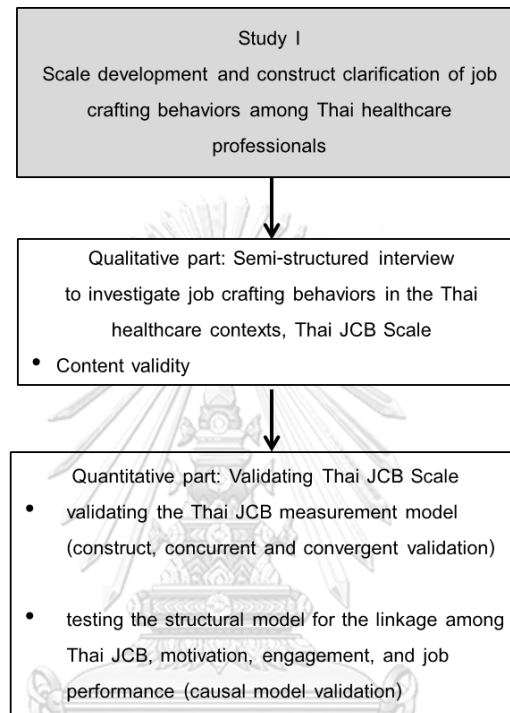 Study I
Scale development and construct clarification of job
crafting behaviors among Thai healthcare
professionals
Qualitative part: Semi-structured interview
to investigate job crafting behaviors in the Thai
healthcare contexts, Thai JCB Scale
• Content validity
Quantitative part: Validating Thai JCB Scale
• validating the Thai JCB measurement model
(construct, concurrent and convergent validation)
• testing the structural model for the linkage among
Thai JCB, motivation, engagement, and job
performance (causal model validation)